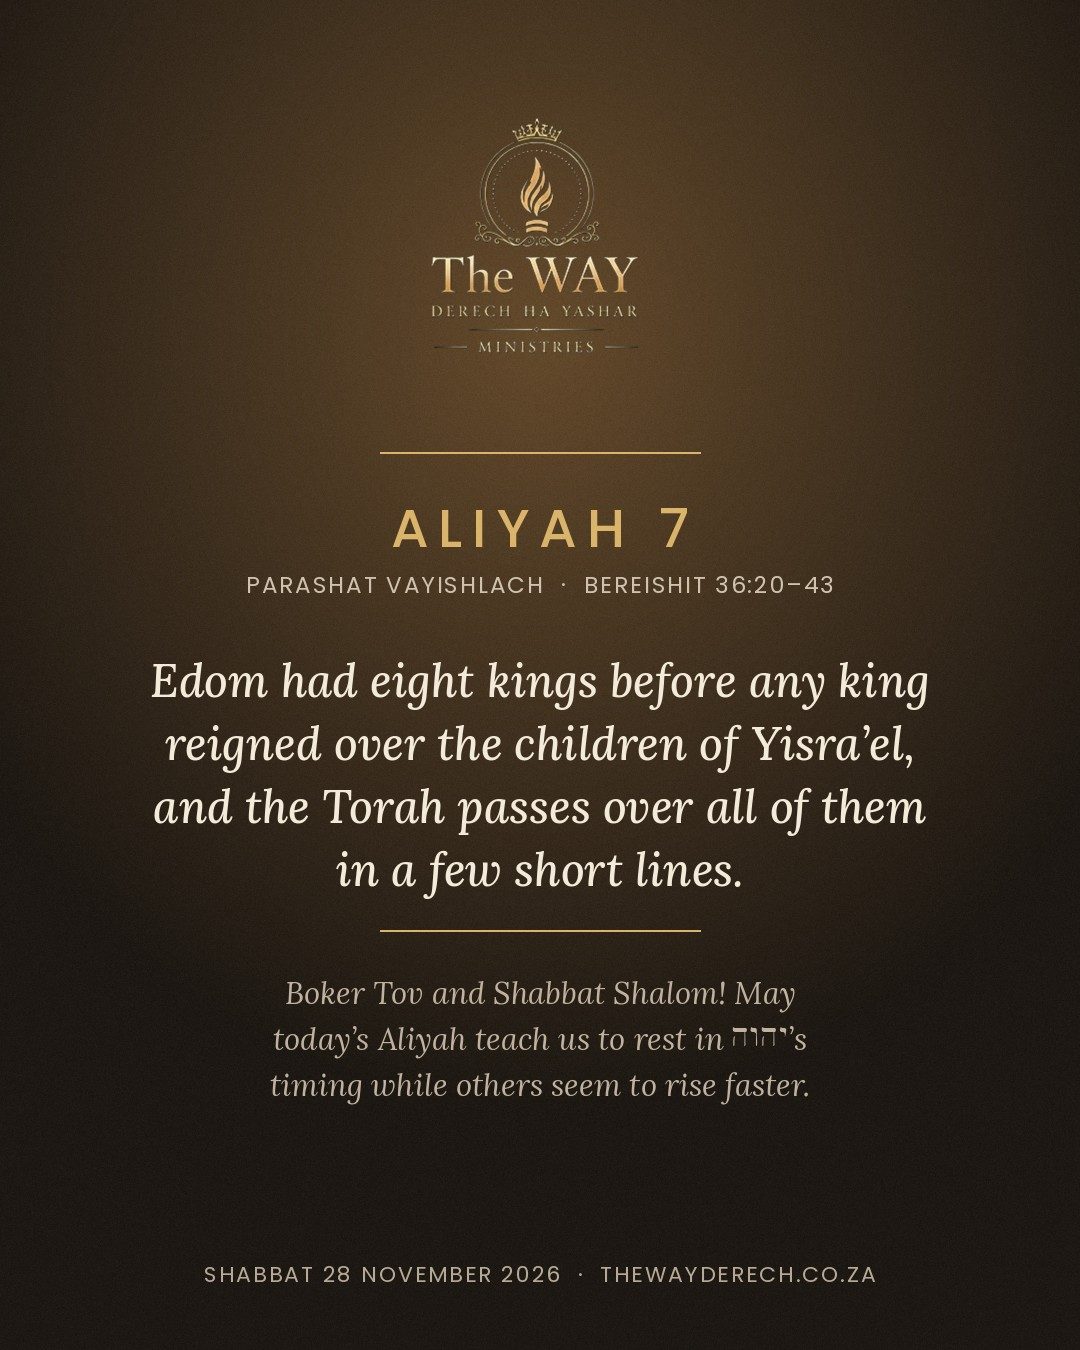 The WAY
DERECH HA YASHAR
MINISTRIES
ALIYAH 7
PARASHAT VAYISHLACH · BEREISHIT 36:20–43
Edom had eight kings before any king
reigned over the children of Yisra’el,
and the Torah passes over all of them
in a few short lines.
Boker Tov and Shabbat Shalom! May
today’s Aliyah teach us to rest in יהוה’s
timing while others seem to rise faster.
SHABBAT 28 NOVEMBER 2026 · THEWAYDERECH.CO.ZA